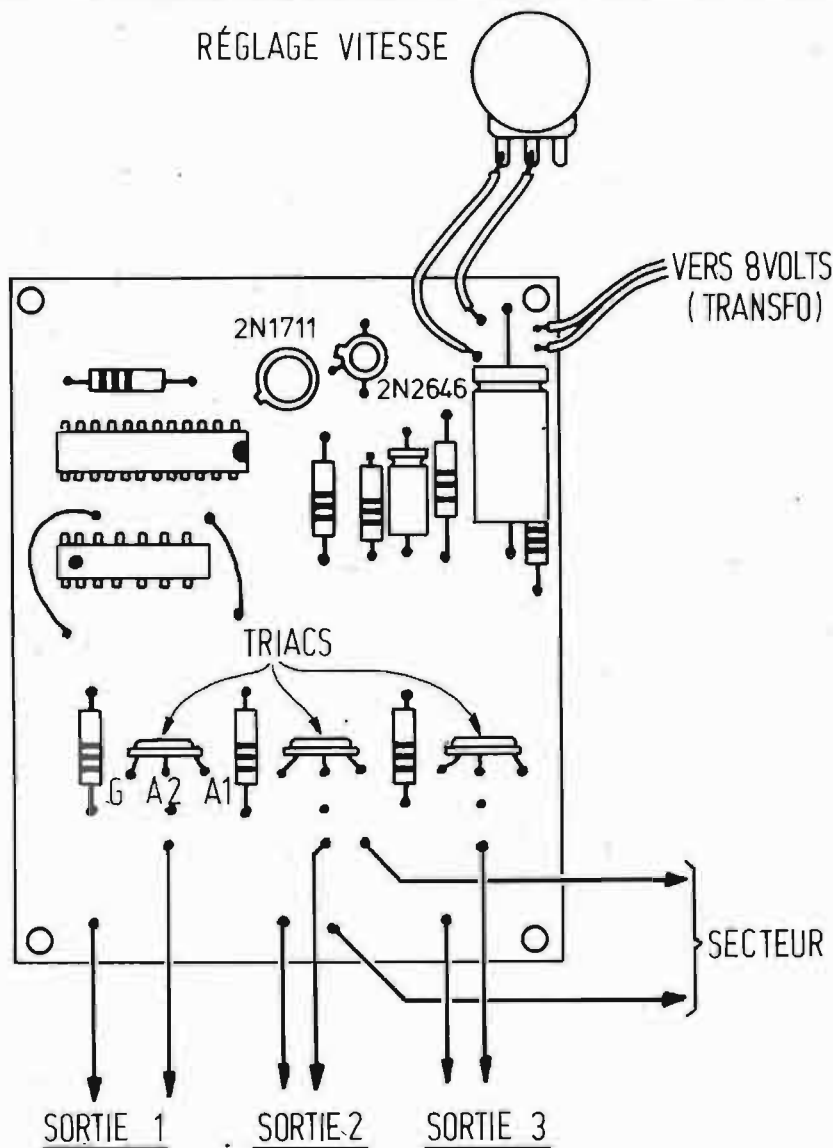 RÉGLAGE VITESSE
VERS 8VOLTS
(TRANSFO)
2N1711
2N2646
TRIACS
G A2 A1
SECTEUR
SORTIE 1
SORTIE 2
SORTIE 3